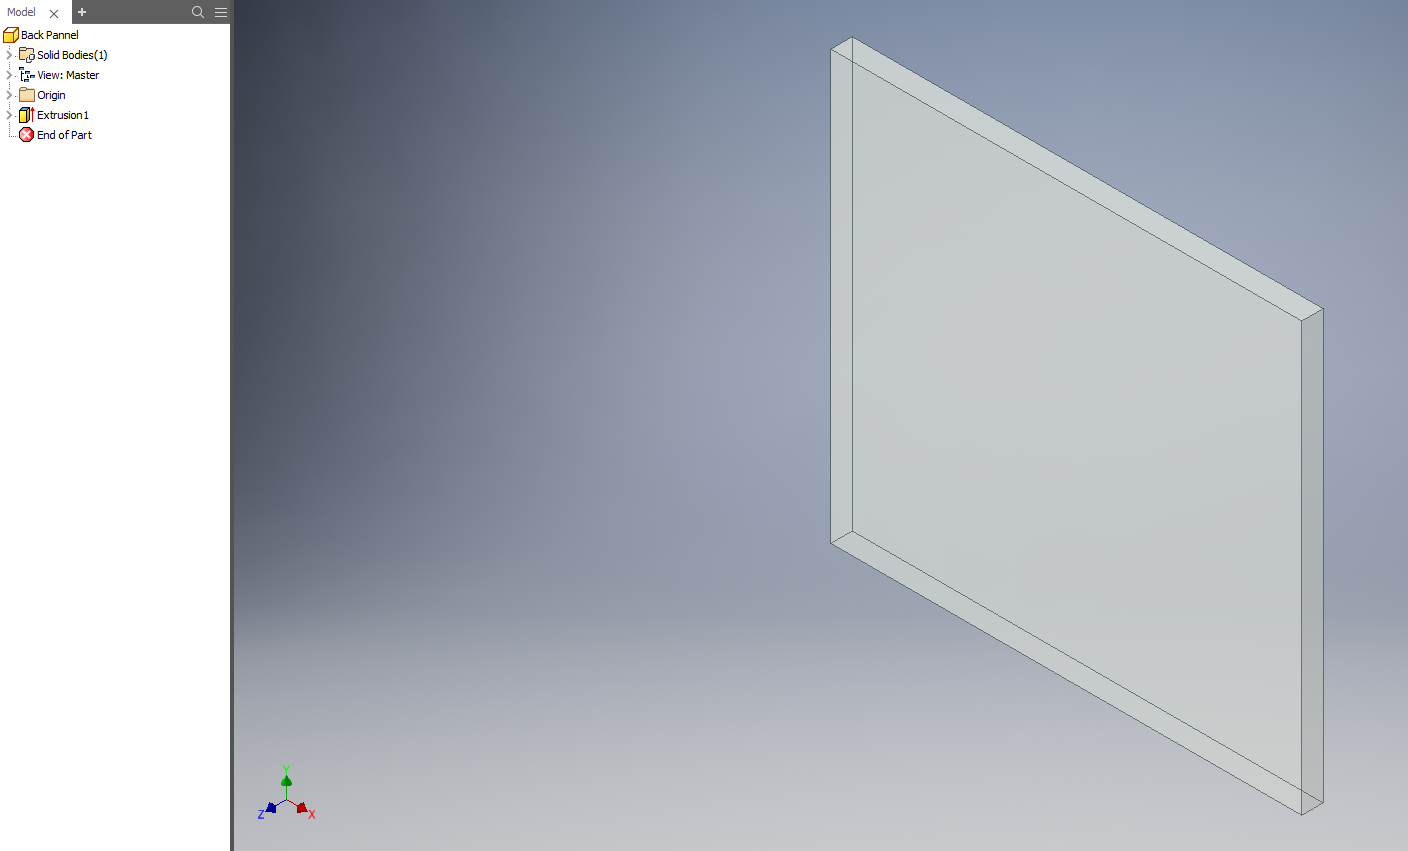 Model
Back Pannel
Solid Bodies(1)
View: Master
Origin
Extrusion1
End of Part
Y
Z
X